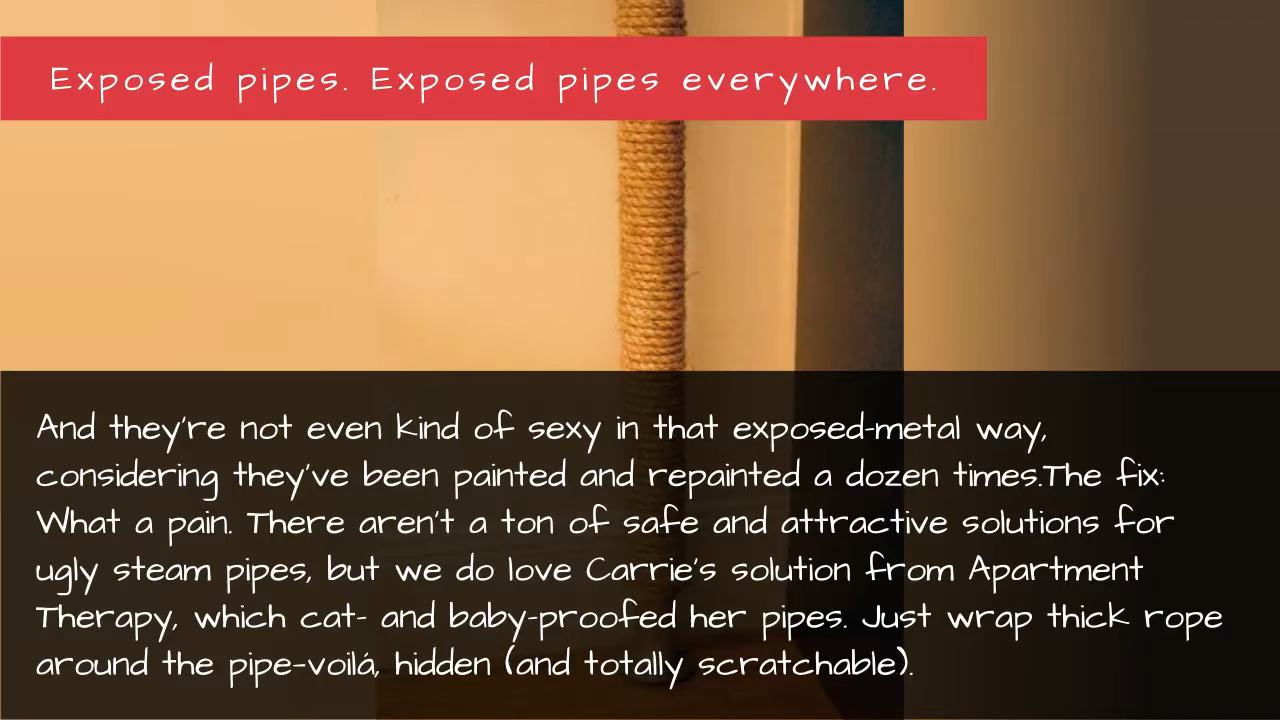 Exposed pipes. Exposed pipes everywhere.
And they're not even kind of sexy in that exposed-metal way,
considering they've been painted and repainted a dozen times.The fix:
What a pain. There aren't a ton of safe and attractive solutions for
ugly steam pipes, but we do love Carrie's solution from Apartment
Therapy, which cat- and baby-proofed her pipes. Just wrap thick rope
around the pipe-voilá, hidden (and totally scratchable).